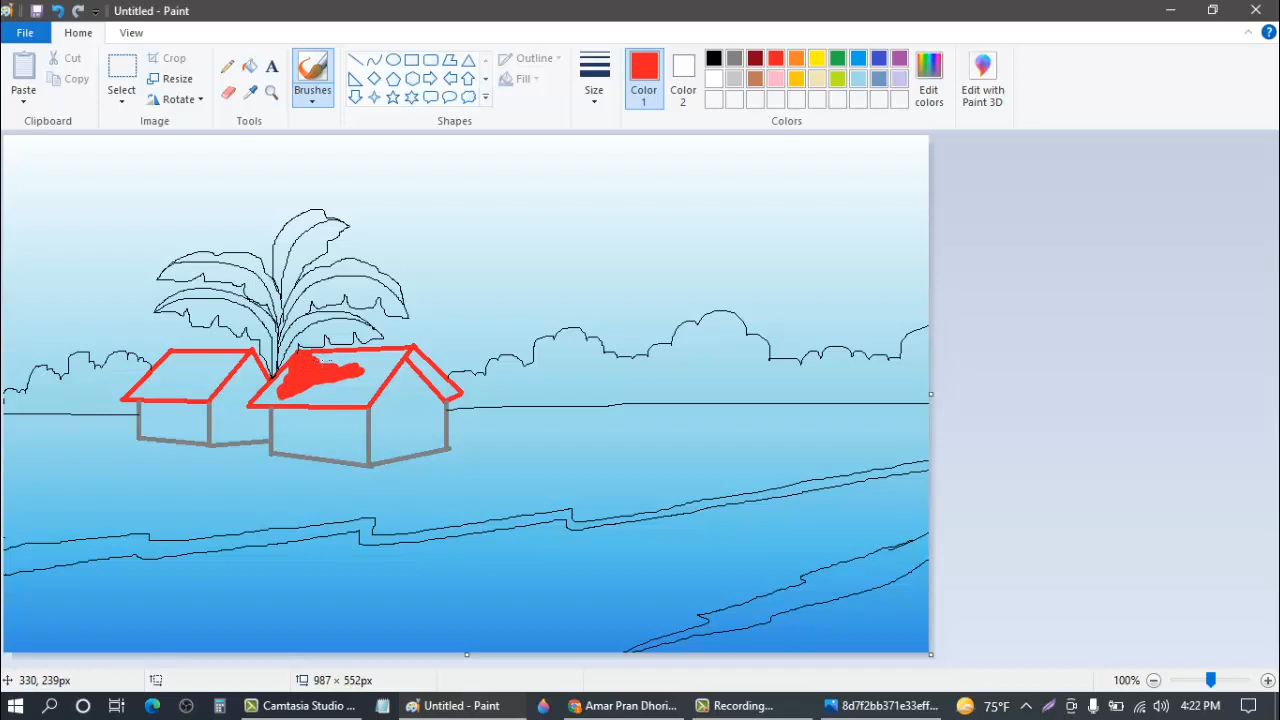 Untitled - Paint
File
Home
View
Paste
Cut
Copy
Clipboard
Select
Crop
Resize
Rotate
Image
A
Tools
Brushes
Outline
Fill
Shapes
Size
Color 1
Color 2
Edit colors
Colors
Edit with Paint 3D
330, 239px
987 × 552px
100%
Camtasia Studio ...
Untitled - Paint
Amar Pran Dhori...
Recording...
8d7f2bb371e33eff...
75°F
4:22 PM